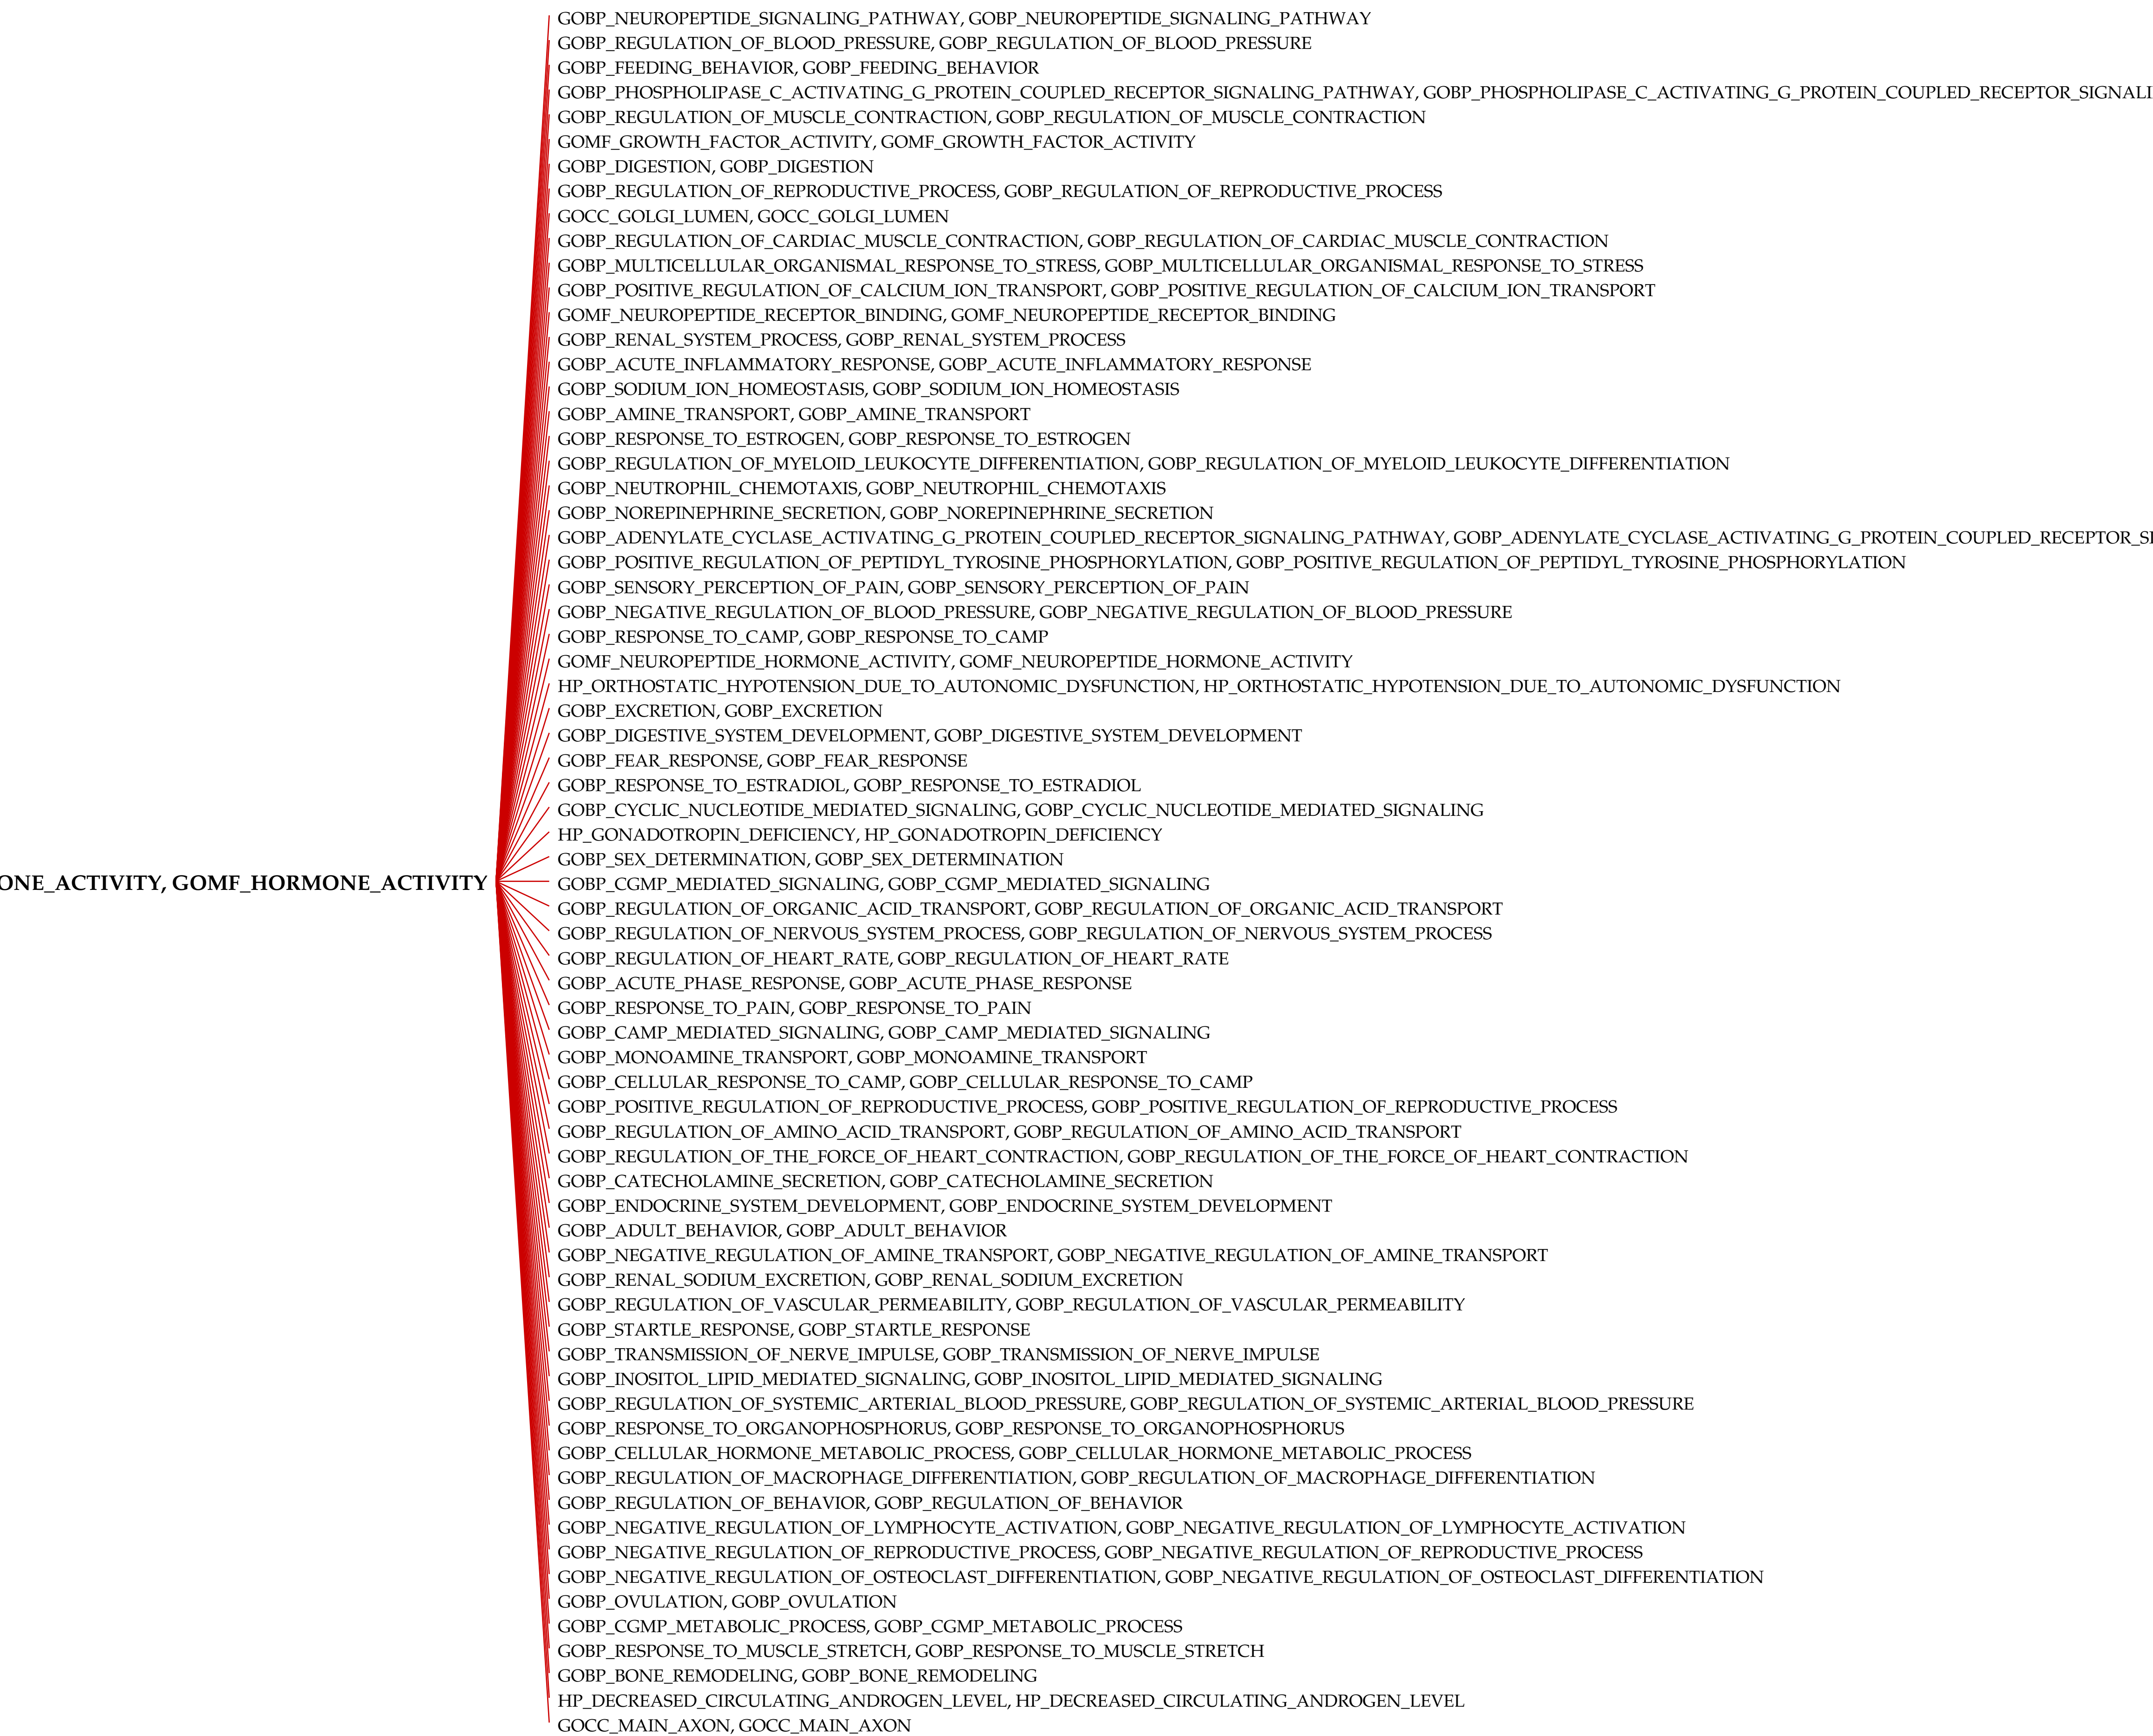 GOBP_NEUROPEPTIDE_SIGNALING_PATHWAY, GOBP_NEUROPEPTIDE_SIGNALING_PATHWAY
GOBP_REGULATION_OF_BLOOD_PRESSURE, GOBP_REGULATION_OF_BLOOD_PRESSURE
GOBP_FEEDING_BEHAVIOR, GOBP_FEEDING_BEHAVIOR
GOBP_PHOSPHOLIPASE_C_ACTIVATING_G_PROTEIN_COUPLED_RECEPTOR_SIGNALING_PATHWAY, GOBP_PHOSPHOLIPASE_C_ACTIVATING_G_PROTEIN_COUPLED_RECEPTOR_SIGNALI
GOBP_REGULATION_OF_MUSCLE_CONTRACTION, GOBP_REGULATION_OF_MUSCLE_CONTRACTION
GOMF_GROWTH_FACTOR_ACTIVITY, GOMF_GROWTH_FACTOR_ACTIVITY
GOBP_DIGESTION, GOBP_DIGESTION
GOBP_REGULATION_OF_REPRODUCTIVE_PROCESS, GOBP_REGULATION_OF_REPRODUCTIVE_PROCESS
GOCC_GOLGI_LUMEN, GOCC_GOLGI_LUMEN
GOBP_REGULATION_OF_CARDIAC_MUSCLE_CONTRACTION, GOBP_REGULATION_OF_CARDIAC_MUSCLE_CONTRACTION
GOBP_MULTICELLULAR_ORGANISMAL_RESPONSE_TO_STRESS, GOBP_MULTICELLULAR_ORGANISMAL_RESPONSE_TO_STRESS
GOBP_POSITIVE_REGULATION_OF_CALCIUM_ION_TRANSPORT, GOBP_POSITIVE_REGULATION_OF_CALCIUM_ION_TRANSPORT
GOMF_NEUROPEPTIDE_RECEPTOR_BINDING, GOMF_NEUROPEPTIDE_RECEPTOR_BINDING
GOBP_RENAL_SYSTEM_PROCESS, GOBP_RENAL_SYSTEM_PROCESS
GOBP_ACUTE_INFLAMMATORY_RESPONSE, GOBP_ACUTE_INFLAMMATORY_RESPONSE
GOBP_SODIUM_ION_HOMEOSTASIS, GOBP_SODIUM_ION_HOMEOSTASIS
GOBP_AMINE_TRANSPORT, GOBP_AMINE_TRANSPORT
GOBP_RESPONSE_TO_ESTROGEN, GOBP_RESPONSE_TO_ESTROGEN
GOBP_REGULATION_OF_MYELOID_LEUKOCYTE_DIFFERENTIATION, GOBP_REGULATION_OF_MYELOID_LEUKOCYTE_DIFFERENTIATION
GOBP_NEUTROPHIL_CHEMOTAXIS, GOBP_NEUTROPHIL_CHEMOTAXIS
GOBP_NOREPINEPHRINE_SECRETION, GOBP_NOREPINEPHRINE_SECRETION
GOBP_ADENYLATE_CYCLASE_ACTIVATING_G_PROTEIN_COUPLED_RECEPTOR_SIGNALING_PATHWAY, GOBP_ADENYLATE_CYCLASE_ACTIVATING_G_PROTEIN_COUPLED_RECEPTOR_SI
GOBP_POSITIVE_REGULATION_OF_PEPTIDYL_TYROSINE_PHOSPHORYLATION, GOBP_POSITIVE_REGULATION_OF_PEPTIDYL_TYROSINE_PHOSPHORYLATION
GOBP_SENSORY_PERCEPTION_OF_PAIN, GOBP_SENSORY_PERCEPTION_OF_PAIN
GOBP_NEGATIVE_REGULATION_OF_BLOOD_PRESSURE, GOBP_NEGATIVE_REGULATION_OF_BLOOD_PRESSURE
GOBP_RESPONSE_TO_CAMP, GOBP_RESPONSE_TO_CAMP
GOMF_NEUROPEPTIDE_HORMONE_ACTIVITY, GOMF_NEUROPEPTIDE_HORMONE_ACTIVITY
HP_ORTHOSTATIC_HYPOTENSION_DUE_TO_AUTONOMIC_DYSFUNCTION, HP_ORTHOSTATIC_HYPOTENSION_DUE_TO_AUTONOMIC_DYSFUNCTION
GOBP_EXCRETION, GOBP_EXCRETION
GOBP_DIGESTIVE_SYSTEM_DEVELOPMENT, GOBP_DIGESTIVE_SYSTEM_DEVELOPMENT
GOBP_FEAR_RESPONSE, GOBP_FEAR_RESPONSE
GOBP_RESPONSE_TO_ESTRADIOL, GOBP_RESPONSE_TO_ESTRADIOL
GOBP_CYCLIC_NUCLEOTIDE_MEDIATED_SIGNALING, GOBP_CYCLIC_NUCLEOTIDE_MEDIATED_SIGNALING
HP_GONADOTROPIN_DEFICIENCY, HP_GONADOTROPIN_DEFICIENCY
GOBP_SEX_DETERMINATION, GOBP_SEX_DETERMINATION
ONE_ACTIVITY, GOMF_HORMONE_ACTIVITY
GOBP_CGMP_MEDIATED_SIGNALING, GOBP_CGMP_MEDIATED_SIGNALING
GOBP_REGULATION_OF_ORGANIC_ACID_TRANSPORT, GOBP_REGULATION_OF_ORGANIC_ACID_TRANSPORT
GOBP_REGULATION_OF_NERVOUS_SYSTEM_PROCESS, GOBP_REGULATION_OF_NERVOUS_SYSTEM_PROCESS
GOBP_REGULATION_OF_HEART_RATE, GOBP_REGULATION_OF_HEART_RATE
GOBP_ACUTE_PHASE_RESPONSE, GOBP_ACUTE_PHASE_RESPONSE
GOBP_RESPONSE_TO_PAIN, GOBP_RESPONSE_TO_PAIN
GOBP_CAMP_MEDIATED_SIGNALING, GOBP_CAMP_MEDIATED_SIGNALING
GOBP_MONOAMINE_TRANSPORT, GOBP_MONOAMINE_TRANSPORT
GOBP_CELLULAR_RESPONSE_TO_CAMP, GOBP_CELLULAR_RESPONSE_TO_CAMP
GOBP_POSITIVE_REGULATION_OF_REPRODUCTIVE_PROCESS, GOBP_POSITIVE_REGULATION_OF_REPRODUCTIVE_PROCESS
GOBP_REGULATION_OF_AMINO_ACID_TRANSPORT, GOBP_REGULATION_OF_AMINO_ACID_TRANSPORT
GOBP_REGULATION_OF_THE_FORCE_OF_HEART_CONTRACTION, GOBP_REGULATION_OF_THE_FORCE_OF_HEART_CONTRACTION
GOBP_CATECHOLAMINE_SECRETION, GOBP_CATECHOLAMINE_SECRETION
GOBP_ENDOCRINE_SYSTEM_DEVELOPMENT, GOBP_ENDOCRINE_SYSTEM_DEVELOPMENT
GOBP_ADULT_BEHAVIOR, GOBP_ADULT_BEHAVIOR
GOBP_NEGATIVE_REGULATION_OF_AMINE_TRANSPORT, GOBP_NEGATIVE_REGULATION_OF_AMINE_TRANSPORT
GOBP_RENAL_SODIUM_EXCRETION, GOBP_RENAL_SODIUM_EXCRETION
GOBP_REGULATION_OF_VASCULAR_PERMEABILITY, GOBP_REGULATION_OF_VASCULAR_PERMEABILITY
GOBP_STARTLE_RESPONSE, GOBP_STARTLE_RESPONSE
GOBP_TRANSMISSION_OF_NERVE_IMPULSE, GOBP_TRANSMISSION_OF_NERVE_IMPULSE
GOBP_INOSITOL_LIPID_MEDIATED_SIGNALING, GOBP_INOSITOL_LIPID_MEDIATED_SIGNALING
GOBP_REGULATION_OF_SYSTEMIC_ARTERIAL_BLOOD_PRESSURE, GOBP_REGULATION_OF_SYSTEMIC_ARTERIAL_BLOOD_PRESSURE
GOBP_RESPONSE_TO_ORGANOPHOSPHORUS, GOBP_RESPONSE_TO_ORGANOPHOSPHORUS
GOBP_CELLULAR_HORMONE_METABOLIC_PROCESS, GOBP_CELLULAR_HORMONE_METABOLIC_PROCESS
GOBP_REGULATION_OF_MACROPHAGE_DIFFERENTIATION, GOBP_REGULATION_OF_MACROPHAGE_DIFFERENTIATION
GOBP_REGULATION_OF_BEHAVIOR, GOBP_REGULATION_OF_BEHAVIOR
GOBP_NEGATIVE_REGULATION_OF_LYMPHOCYTE_ACTIVATION, GOBP_NEGATIVE_REGULATION_OF_LYMPHOCYTE_ACTIVATION
GOBP_NEGATIVE_REGULATION_OF_REPRODUCTIVE_PROCESS, GOBP_NEGATIVE_REGULATION_OF_REPRODUCTIVE_PROCESS
GOBP_NEGATIVE_REGULATION_OF_OSTEOCLAST_DIFFERENTIATION, GOBP_NEGATIVE_REGULATION_OF_OSTEOCLAST_DIFFERENTIATION
GOBP_OVULATION, GOBP_OVULATION
GOBP_CGMP_METABOLIC_PROCESS, GOBP_CGMP_METABOLIC_PROCESS
GOBP_RESPONSE_TO_MUSCLE_STRETCH, GOBP_RESPONSE_TO_MUSCLE_STRETCH
GOBP_BONE_REMODELING, GOBP_BONE_REMODELING
HP_DECREASED_CIRCULATING_ANDROGEN_LEVEL, HP_DECREASED_CIRCULATING_ANDROGEN_LEVEL
GOCC_MAIN_AXON, GOCC_MAIN_AXON